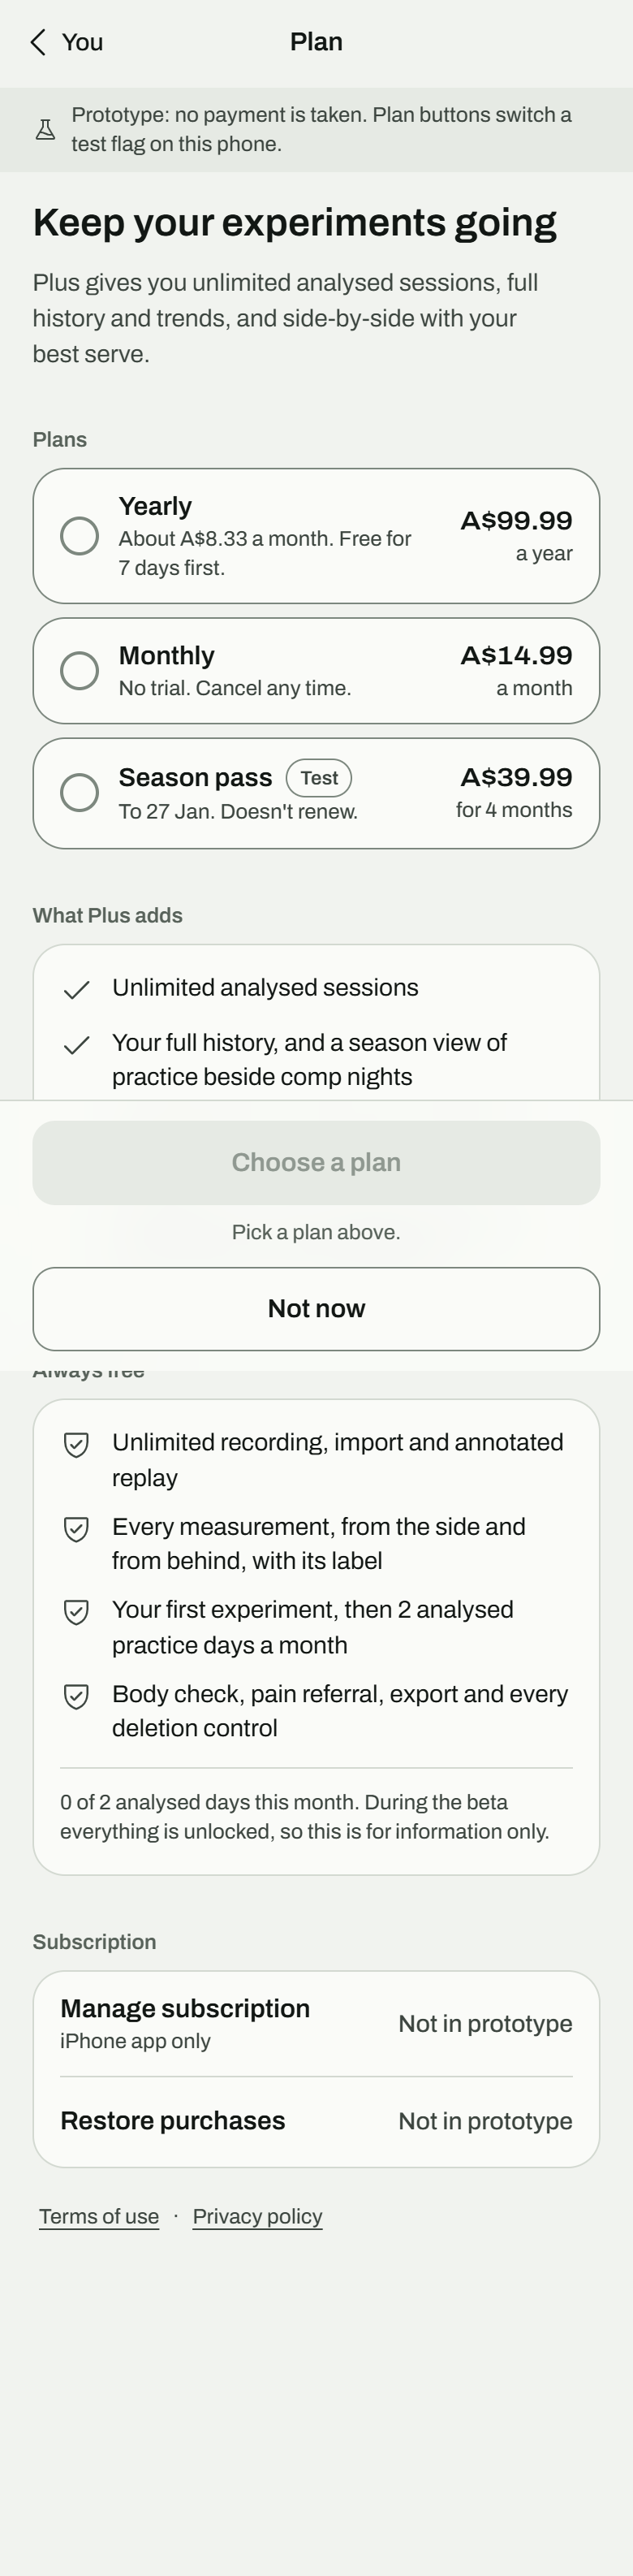 You
Plan
Prototype: no payment is taken. Plan buttons switch a
test flag on this phone.
Keep your experiments going
Plus gives you unlimited analysed sessions, full
history and trends, and side-by-side with your
best serve.
Plans
Yearly
About A$8.33 a month. Free for
7 days first.
A$99.99
a year
Monthly
No trial. Cancel any time.
A$14.99
a month
Season pass
Test
To 27 Jan. Doesn't renew.
A$39.99
for 4 months
What Plus adds
Unlimited analysed sessions
Your full history, and a season view of
practice beside comp nights
Choose a plan
Pick a plan above.
Not now
Always free
Unlimited recording, import and annotated
replay
Every measurement, from the side and
from behind, with its label
Your first experiment, then 2 analysed
practice days a month
Body check, pain referral, export and every
deletion control
0 of 2 analysed days this month. During the beta
everything is unlocked, so this is for information only.
Subscription
Manage subscription
iPhone app only
Not in prototype
Restore purchases
Not in prototype
Terms of use · Privacy policy